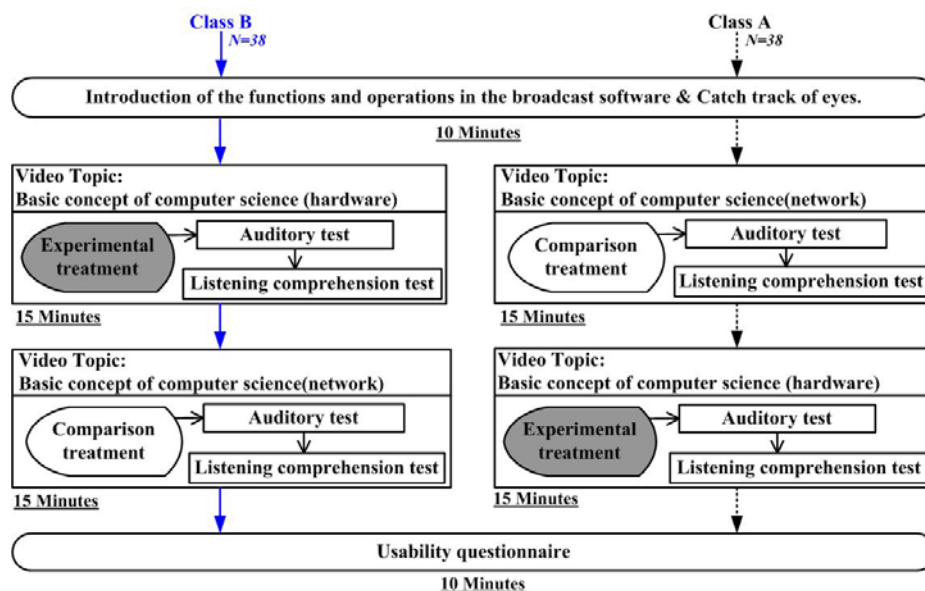 Class B
N=38
Class A
N=38
Introduction of the functions and operations in the broadcast software & Catch track of eyes.
10 Minutes
Video Topic:
Basic concept of computer science (hardware)
Experimental
treatment
Auditory test
Listening comprehension test
15 Minutes
Video Topic:
Basic concept of computer science(network)
Comparison
treatment
Auditory test
Listening comprehension test
15 Minutes
Video Topic:
Basic concept of computer science(network)
Comparison
treatment
Auditory test
Listening comprehension test
15 Minutes
Video Topic:
Basic concept of computer science (hardware)
Experimental
treatment
Auditory test
Listening comprehension test
15 Minutes
Usability questionnaire
10 Minutes